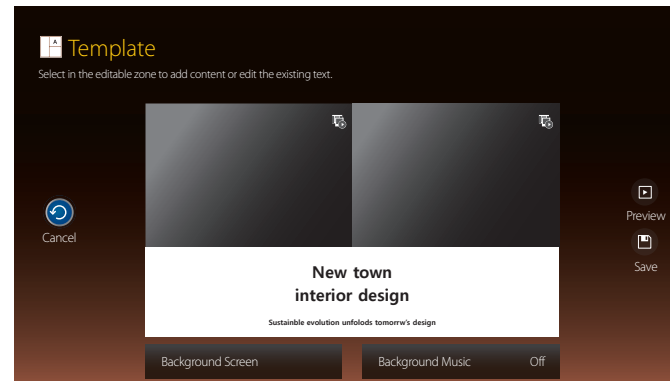 Template
Select in the editable zone to add content or edit the existing text.
Cancel
New town
interior design
Sustainble evolution unfolods tomorrw's design
Preview
Save
Background Screen
Background Music Off